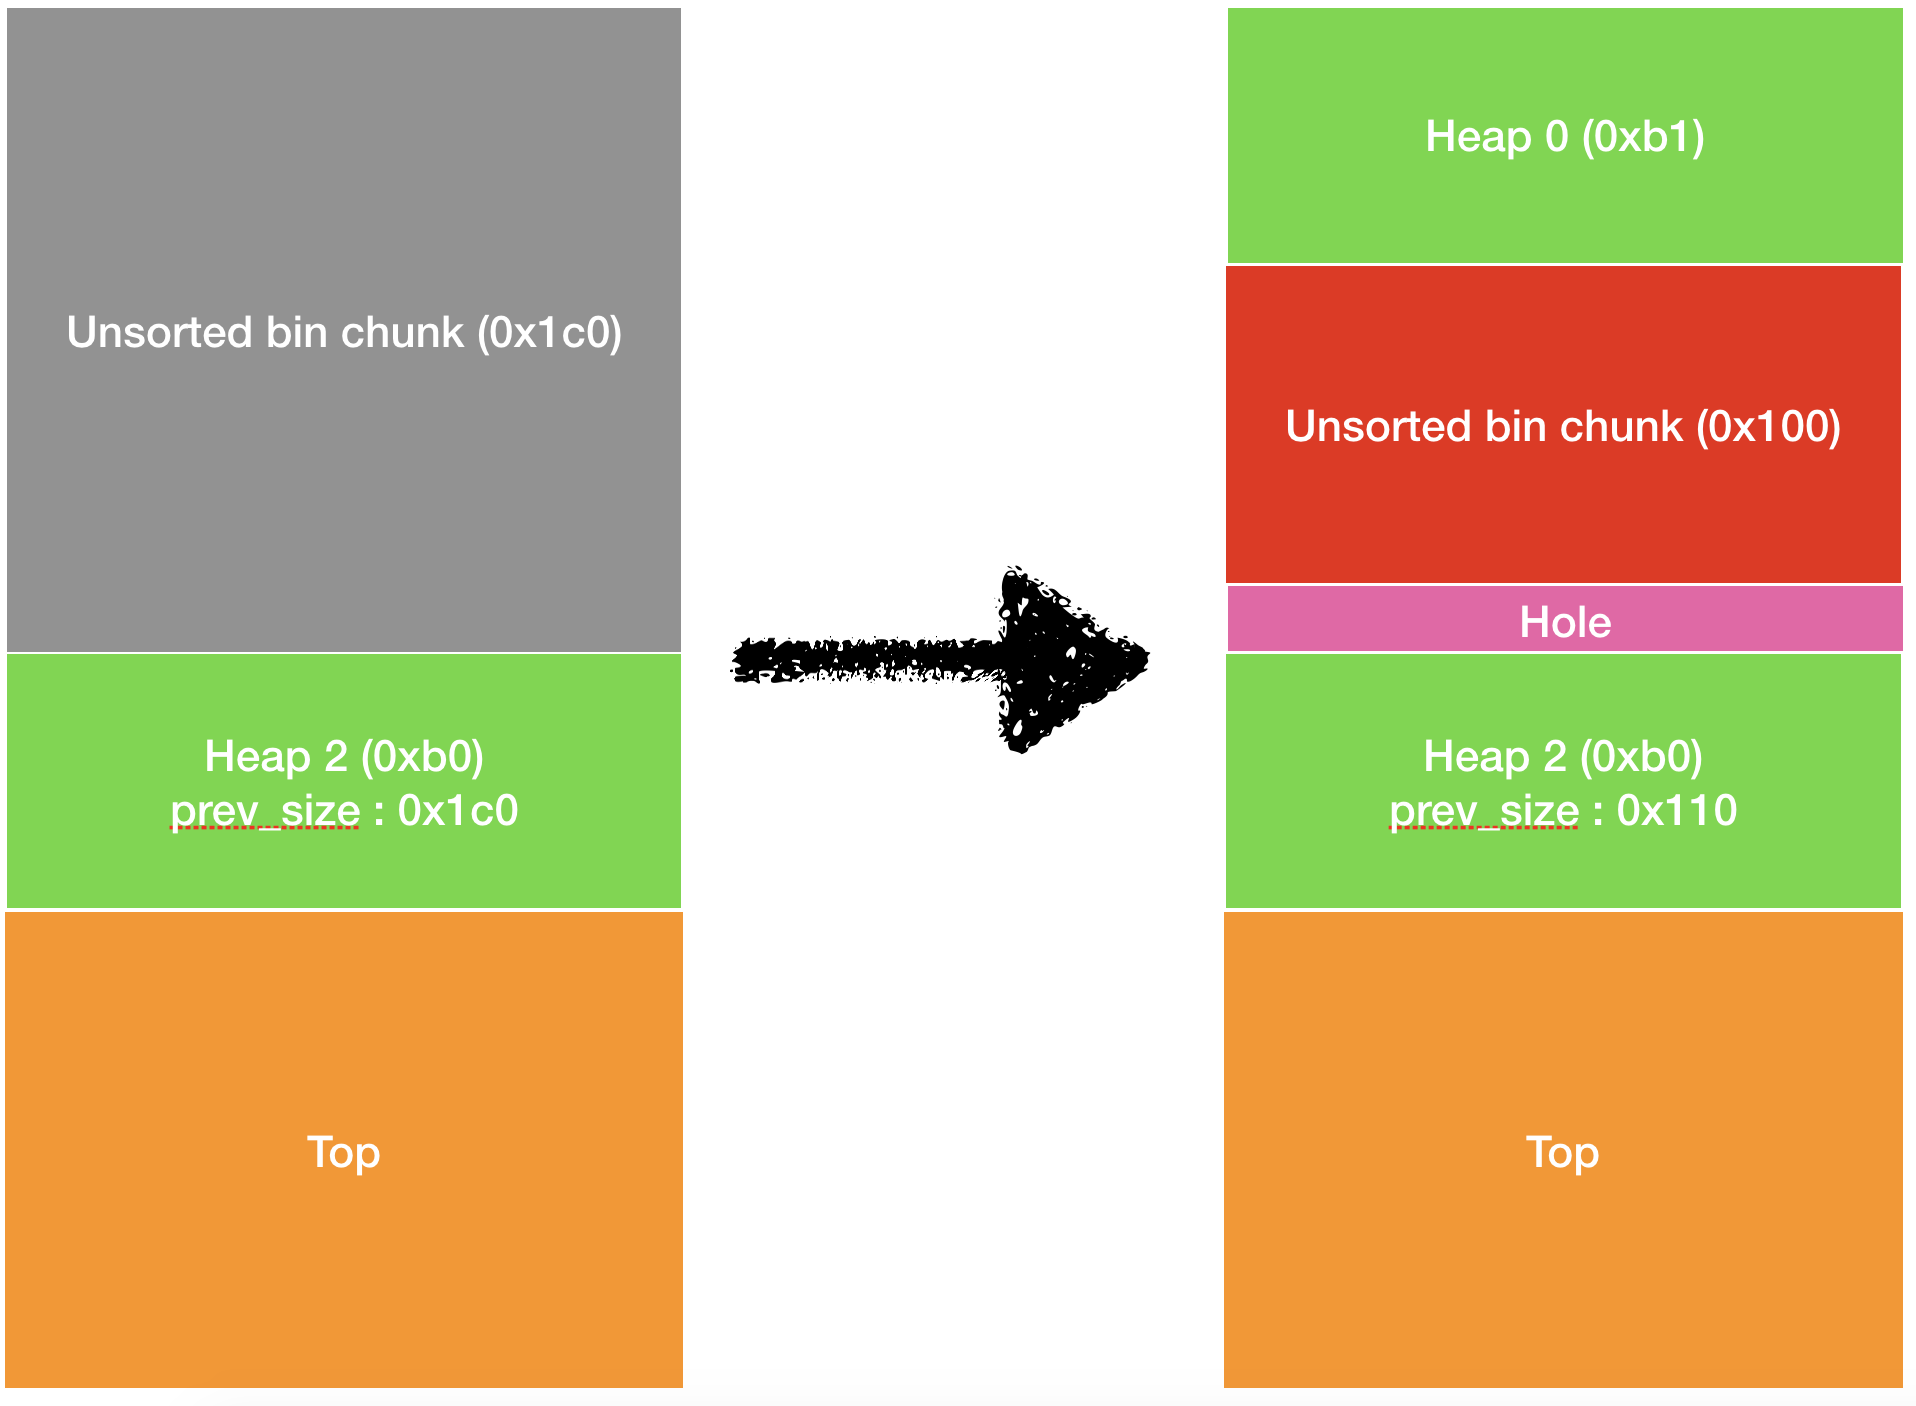 Unsorted bin chunk (0x1c0)
Heap 2 (0xb0)
prev_size : 0x1c0
Top
Heap 0 (0xb1)
Unsorted bin chunk (0x100)
Hole
Heap 2 (0xb0)
prev_size : 0x110
Top